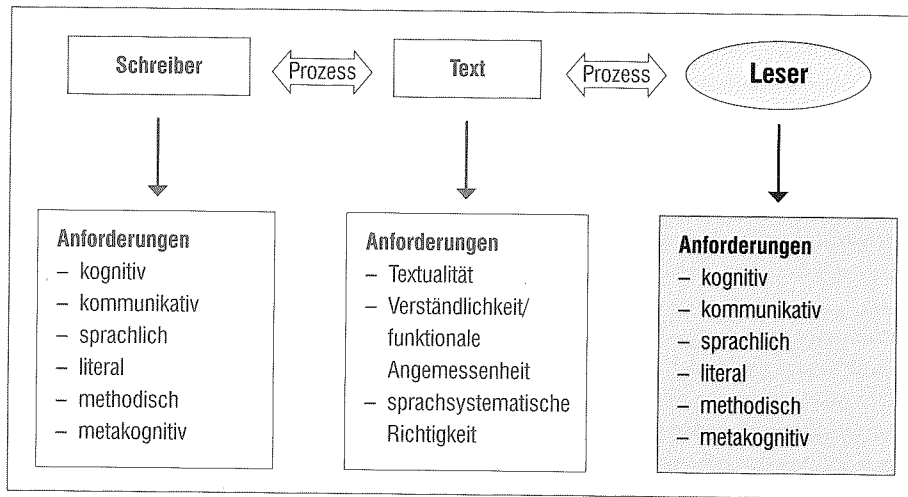 Schreiber
Prozess
Text
Prozess
Leser
Anforderungen
– kognitiv
– kommunikativ
– sprachlich
– literal
– methodisch
– metakognitiv
Anforderungen
– Textualität
– Verständlichkeit/
funktionale
Angemessenheit
– sprachsystematische
Richtigkeit
Anforderungen
– kognitiv
– kommunikativ
– sprachlich
– literal
– methodisch
– metakognitiv